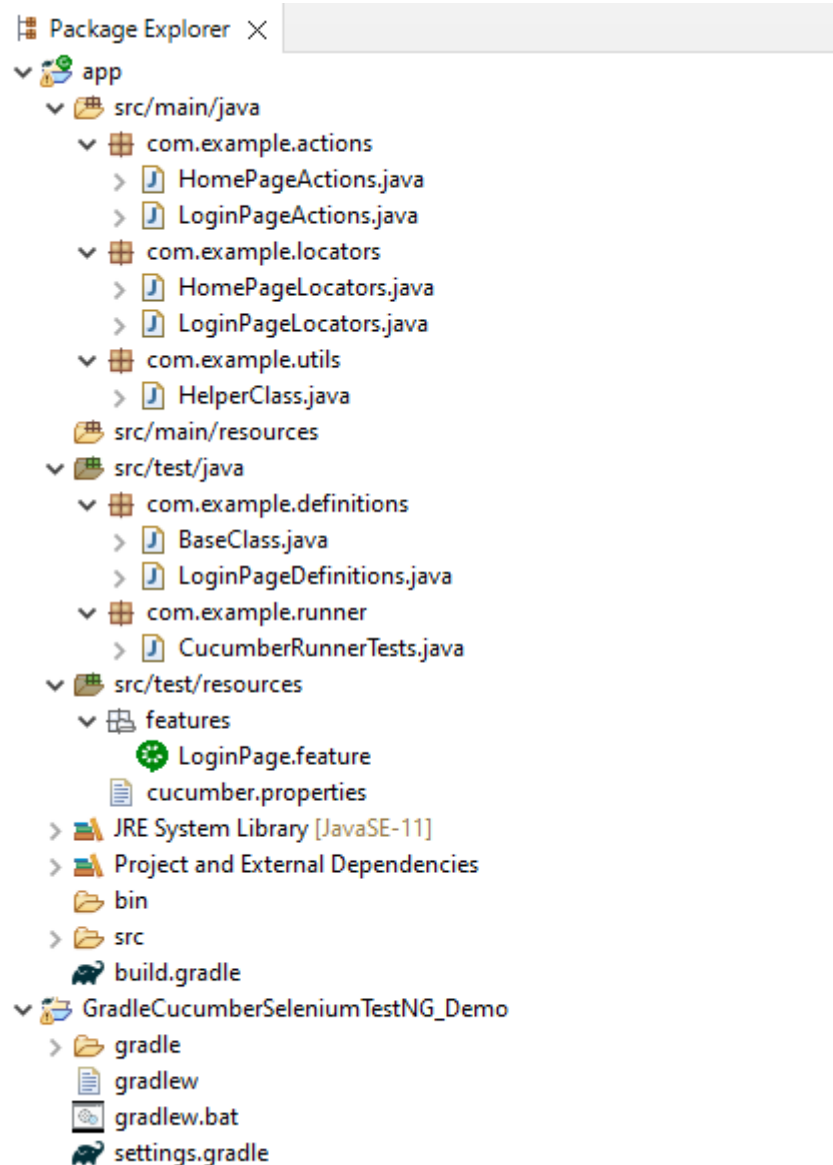 Package Explorer
app
src/main/java
com.example.actions
HomePageActions.java
LoginPageActions.java
com.example.locators
HomePageLocators.java
LoginPageLocators.java
com.example.utils
HelperClass.java
src/main/resources
src/test/java
com.example.definitions
BaseClass.java
LoginPageDefinitions.java
com.example.runner
CucumberRunnerTests.java
src/test/resources
features
LoginPage.feature
cucumber.properties
JRE System Library [JavaSE-11]
Project and External Dependencies
bin
src
build.gradle
GradleCucumberSeleniumTestNG_Demo
gradle
gradlew
gradlew.bat
settings.gradle